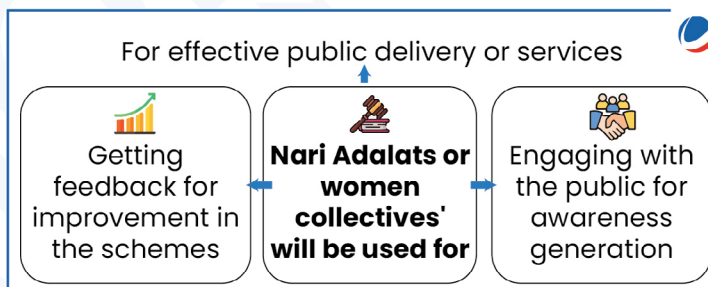 For effective public delivery or services
Getting
feedback for
improvement in
the schemes
Nari Adalats or
women
collectives'
will be used for
Engaging with
the public for
awareness
generation